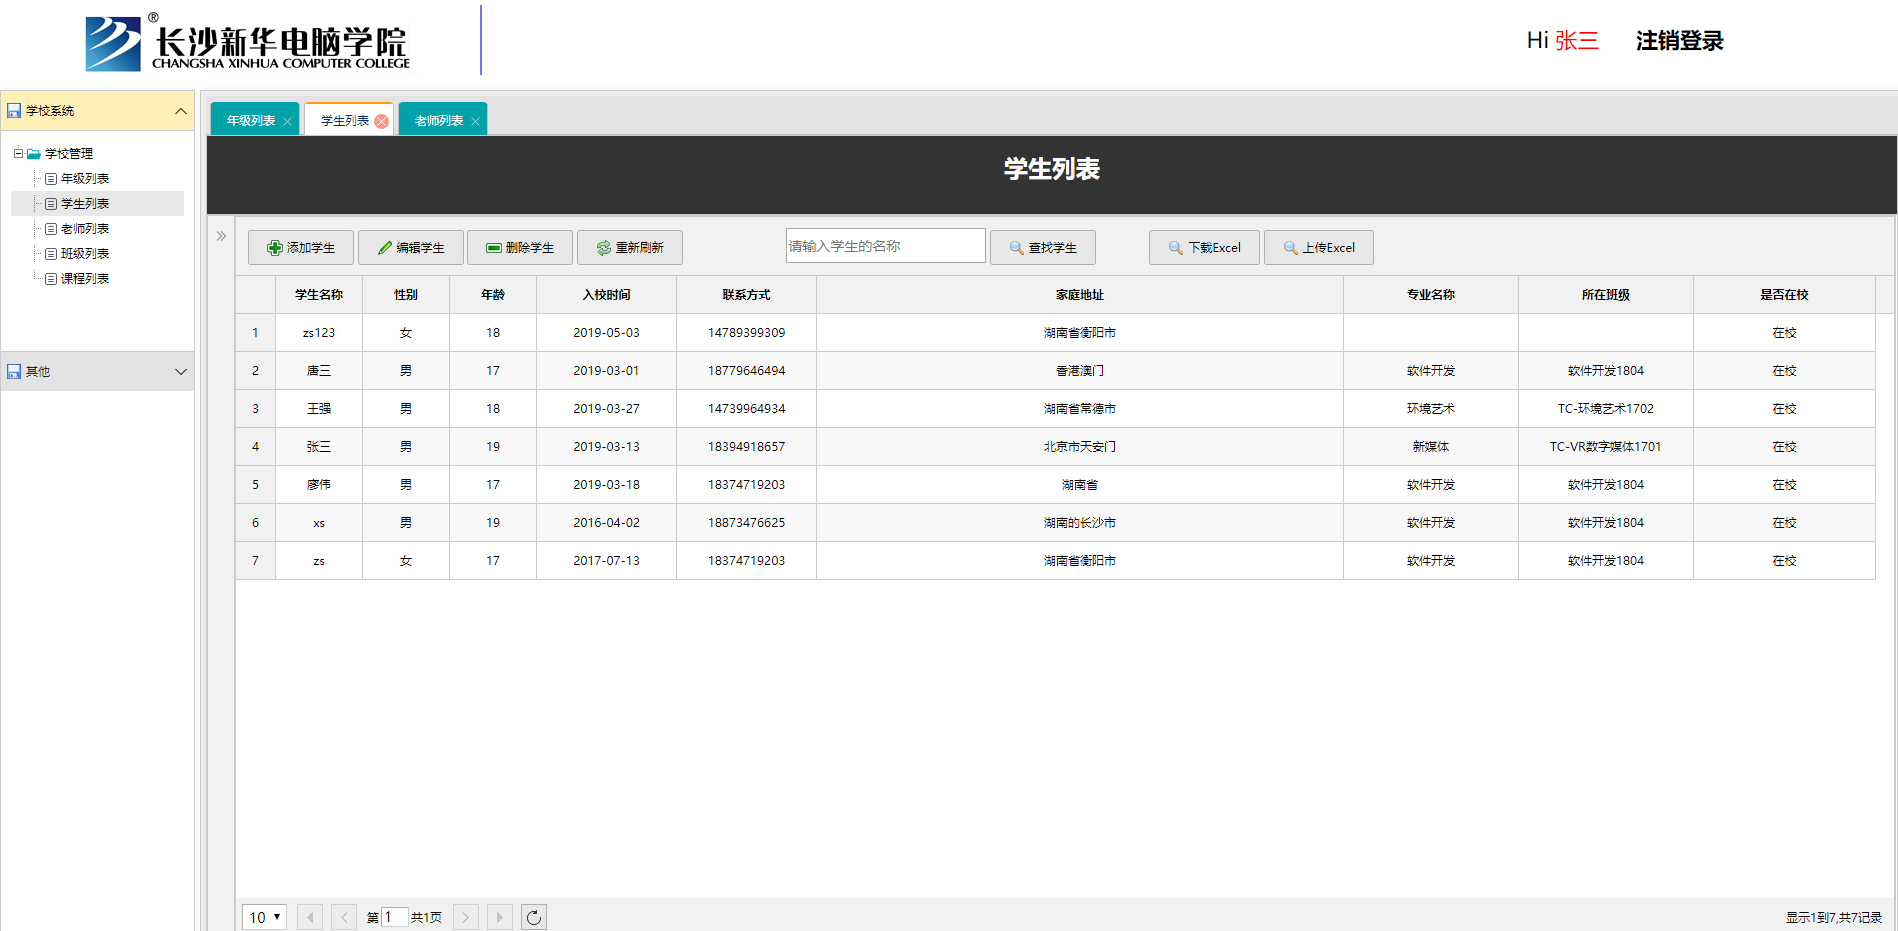 长沙新华电脑学院®
CHANGSHA XINHUA COMPUTER COLLEGE
Hi 张三 注销登录
学校系统
学校管理
年级列表
学生列表
老师列表
班级列表
课程列表
其他
年级列表 学生列表 老师列表
学生列表
添加学生 编辑学生 删除学生 重新刷新 请输入学生的名称 查找学生 下载Excel 上传Excel
学生名称 性别 年龄 入校时间 联系方式 家庭地址 专业名称 所在班级 是否在校
1 zs123 女 18 2019-05-03 14789399309 湖南省衡阳市 在校
2 唐三 男 17 2019-03-01 18779646494 香港澳门 软件开发 软件开发1804 在校
3 王强 男 18 2019-03-27 14739964934 湖南省常德市 环境艺术 TC-环境艺术1702 在校
4 张三 男 19 2019-03-13 18394918657 北京市天安门 新媒体 TC-VR数字媒体1701 在校
5 廖伟 男 17 2019-03-18 18374719203 湖南省 软件开发 软件开发1804 在校
6 xs 男 19 2016-04-02 18873476625 湖南的长沙市 软件开发 软件开发1804 在校
7 zs 女 17 2017-07-13 18374719203 湖南省衡阳市 软件开发 软件开发1804 在校
10 第 1 共1页 显示1到7,共7记录